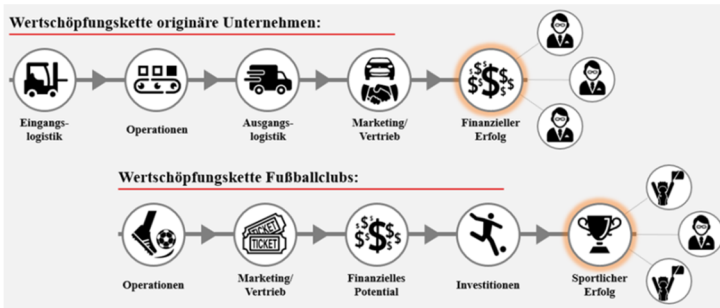 Wertschöpfungskette originäre Unternehmen:
Eingangs-
logistik
Operationen
Ausgangs-
logistik
Marketing/
Vertrieb
Finanzieller
Erfolg
Wertschöpfungskette Fußballclubs:
TICKET
TICKET
Operationen
Marketing/
Vertrieb
Finanzielles
Potential
Investitionen
Sportlicher
Erfolg